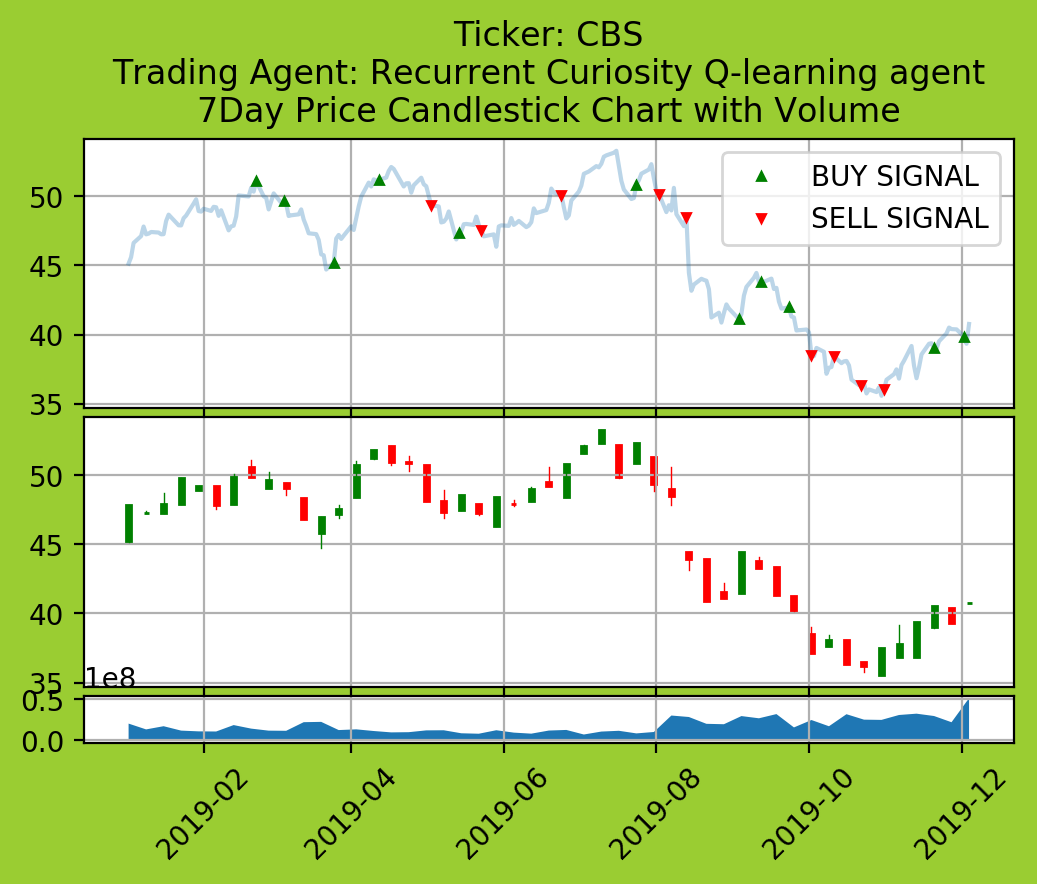 Ticker: CBS
Trading Agent: Recurrent Curiosity Q-learning agent
7Day Price Candlestick Chart with Volume
BUY SIGNAL
SELL SIGNAL
50
45
40
35
50
45
40
35
1e8
0.5
0.0
2019-02
2019-04
2019-06
2019-08
2019-10
2019-12